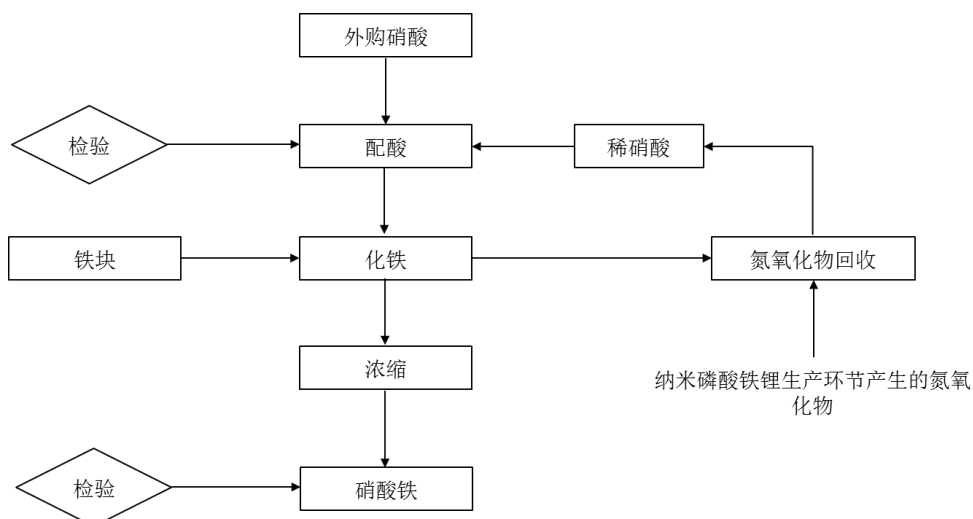 外购硝酸
检验
配酸
稀硝酸
铁块
化铁
氮氧化物回收
浓缩
纳米磷酸铁锂生产环节产生的氮氧
化物
检验
硝酸铁